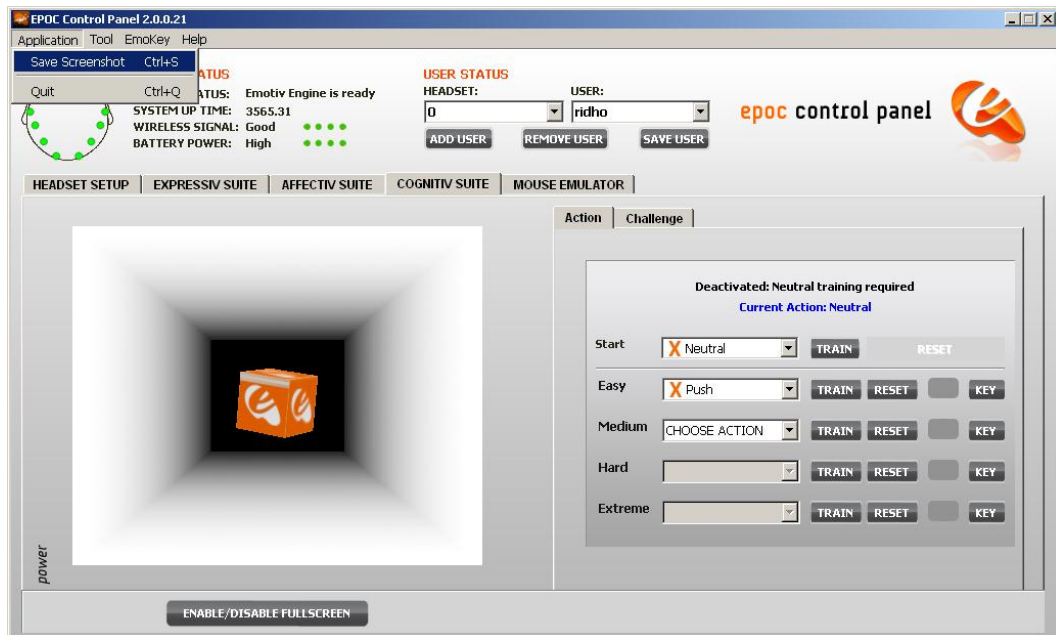 EPOC Control Panel 2.0.0.21
Application Tool EmoKey Help
Save Screenshot Ctrl+S
Quit Ctrl+Q
ATUS
ATUS: Emotiv Engine is ready
SYSTEM UP TIME: 3565.31
WIRELESS SIGNAL: Good
BATTERY POWER: High
USER STATUS
HEADSET: USER:
0 ridho
ADD USER REMOVE USER SAVE USER
epoc control panel
HEADSET SETUP EXPRESSIV SUITE AFFECTIV SUITE COGNITIV SUITE MOUSE EMULATOR
Action Challenge
Deactivated: Neutral training required
Current Action: Neutral
Start X Neutral TRAIN RESET
Easy X Push TRAIN RESET KEY
Medium CHOOSE ACTION TRAIN RESET KEY
Hard TRAIN RESET KEY
Extreme TRAIN RESET KEY
power
ENABLE/DISABLE FULLSCREEN